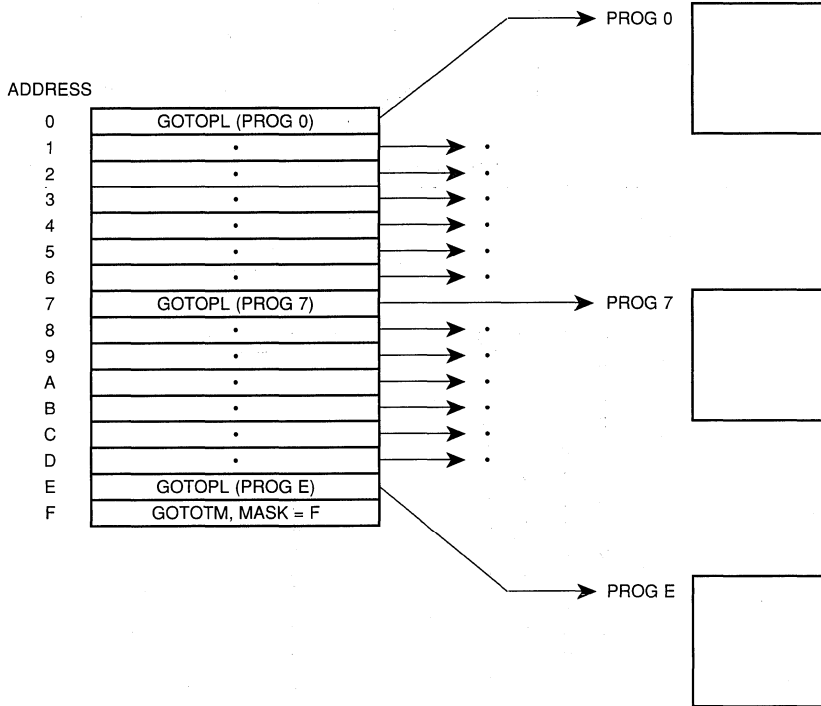 PROG 0
ADDRESS
0 GOTOPL (PROG 0)
1 •  •
2 •  •
3 •  •
4 •  •
5 •  •
6 •  •
7 GOTOPL (PROG 7) PROG 7
8 •  •
9 •  •
A •  •
B •  •
C •  •
D •  •
E GOTOPL (PROG E)
F GOTOTM, MASK = F
PROG E